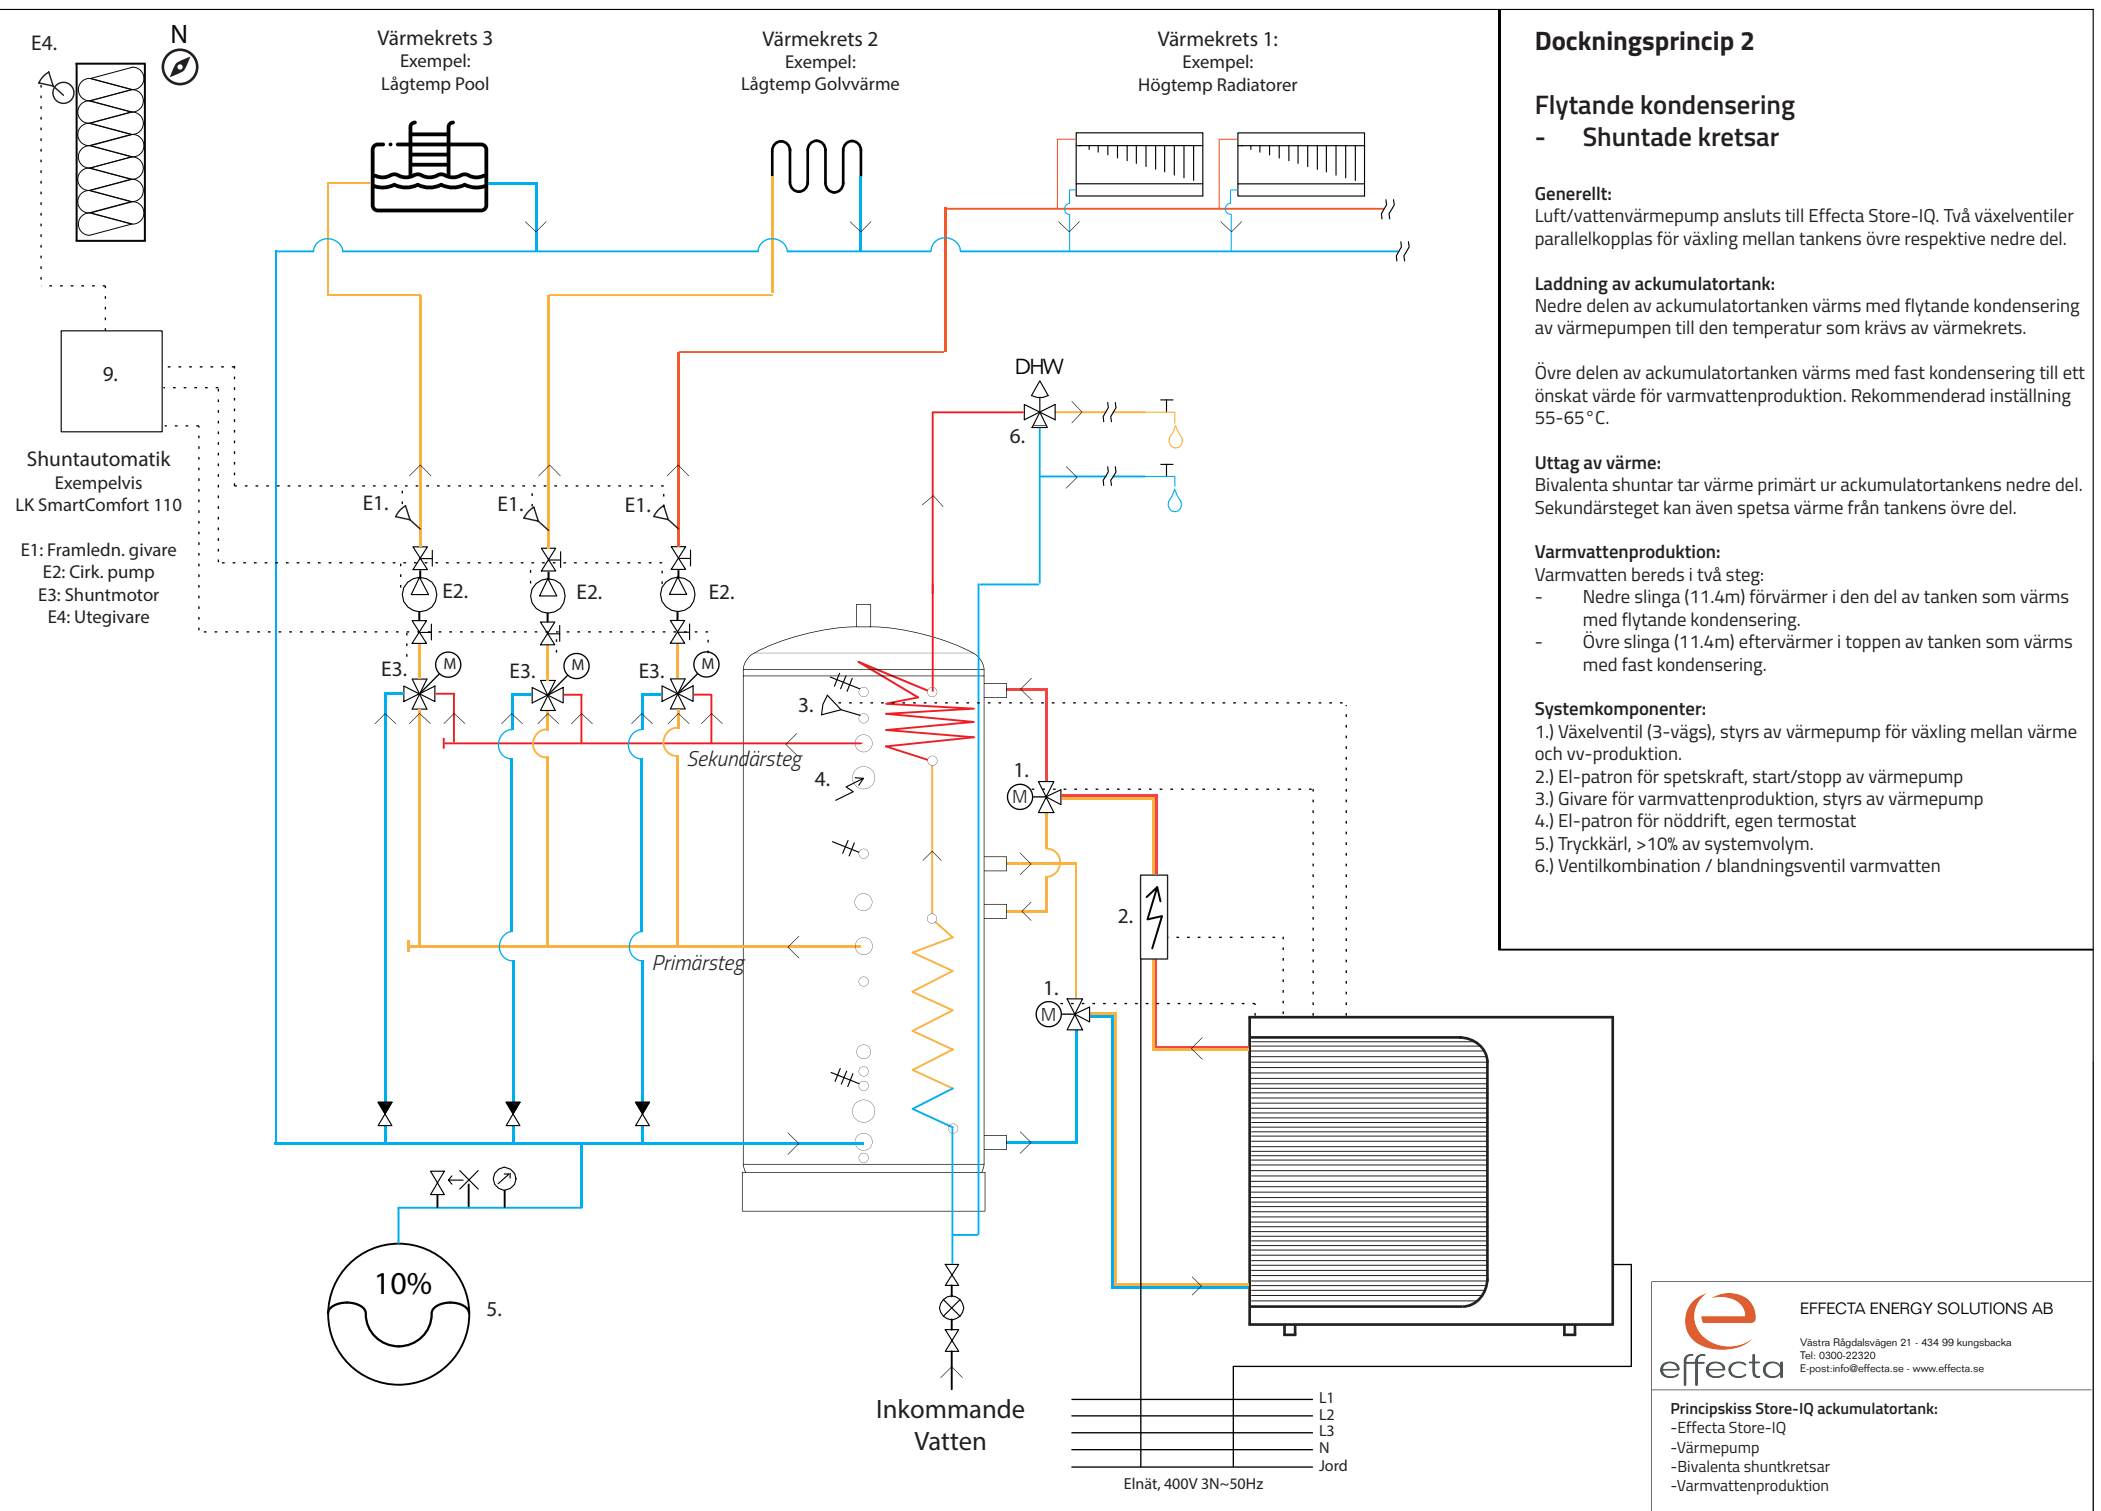 E4.
N
Värmekrets 3
Exempel:
Lågtemp Pool
Värmekrets 2
Exempel:
Lågtemp Golvvärme
Värmekrets 1:
Exempel:
Högtemp Radiatorer
9.
Shuntautomatik
Exempelvis
LK SmartComfort 110
E1: Framledn. givare
E2: Cirk. pump
E3: Shuntmotor
E4: Utegivare
E1.
E1.
E1.
E2.
E2.
E2.
E3.
M
E3.
M
E3.
M
DHW
6.
3.
Sekundärsteg
4.
1.
M
2.
Primärsteg
1.
M
10%
5.
Inkommande
Vatten
L1
L2
L3
N
Jord
Elnät, 400V 3N~50Hz
Dockningsprincip 2
Flytande kondensering
- Shuntade kretsar
Generellt:
Luft/vattenvärmepump ansluts till Effecta Store-IQ. Två växelventiler
parallelkopplas för växling mellan tankens övre respektive nedre del.
Laddning av ackumulatortank:
Nedre delen av ackumulatortanken värms med flytande kondensering
av värmepumpen till den temperatur som krävs av värmekrets.
Övre delen av ackumulatortanken värms med fast kondensering till ett
önskat värde för varmvattenproduktion. Rekommenderad inställning
55-65°C.
Uttag av värme:
Bivalenta shuntar tar värme primärt ur ackumulatortankens nedre del.
Sekundärsteget kan även spetsa värme från tankens övre del.
Varmvattenproduktion:
Varmvatten bereds i två steg:
- Nedre slinga (11.4m) förvärmer i den del av tanken som värms
med flytande kondensering.
- Övre slinga (11.4m) eftervärmer i toppen av tanken som värms
med fast kondensering.
Systemkomponenter:
1.) Växelventil (3-vägs), styrs av värmepump för växling mellan värme
och vv-produktion.
2.) El-patron för spetskraft, start/stopp av värmepump
3.) Givare för varmvattenproduktion, styrs av värmepump
4.) El-patron för nöddrift, egen termostat
5.) Tryckkärl, >10% av systemvolym.
6.) Ventilkombination / blandningsventil varmvatten
effecta
EFFECTA ENERGY SOLUTIONS AB
Västra Rågdalsvägen 21 - 434 99 kungsbacka
Tel: 0300-22320
E-post:info@effecta.se - www.effecta.se
Principskiss Store-IQ ackumulatortank:
-Effecta Store-IQ
-Värmepump
-Bivalenta shuntkretsar
-Varmvattenproduktion